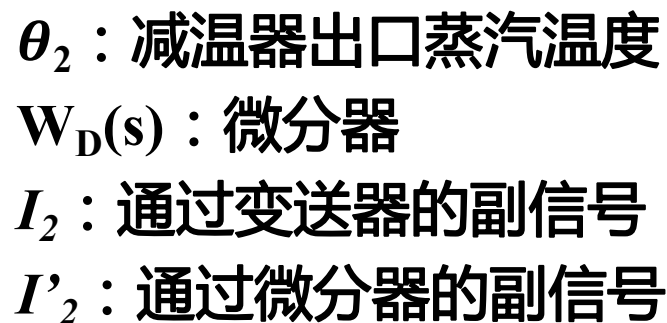 θ₂：减温器出口蒸汽温度
W_D(s)：微分器
I₂：通过变送器的副信号
I’₂：通过微分器的副信号